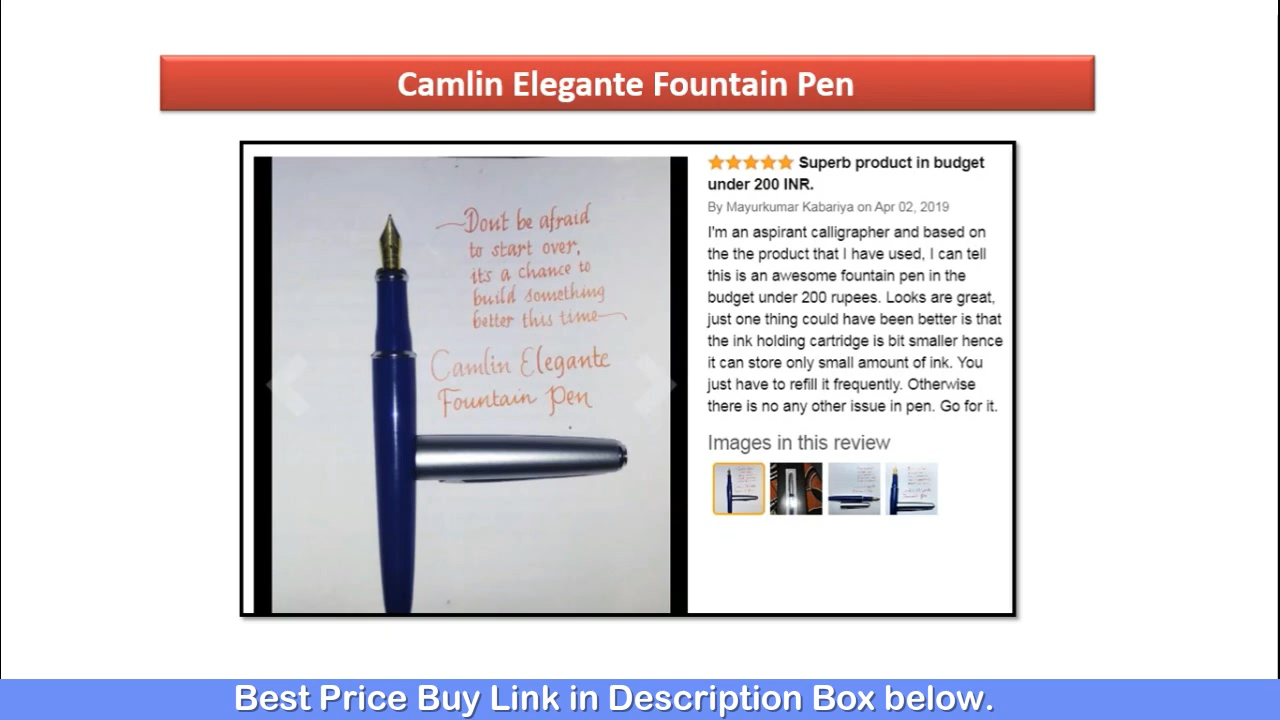 Camlin Elegante Fountain Pen
Dont be afraid
to start over,
it's a chance to
build something
better this time
Camlin Elegante
Fountain Pen
Superb product in budget
under 200 INR.
By Mayurkumar Kabariya on Apr 02, 2019
I'm an aspirant calligrapher and based on
the the product that I have used, I can tell
this is an awesome fountain pen in the
budget under 200 rupees. Looks are great,
just one thing could have been better is that
the ink holding cartridge is bit smaller hence
it can store only small amount of ink. You
just have to refill it frequently. Otherwise
there is no any other issue in pen. Go for it.
Images in this review
Best Price Buy Link in Description Box below.